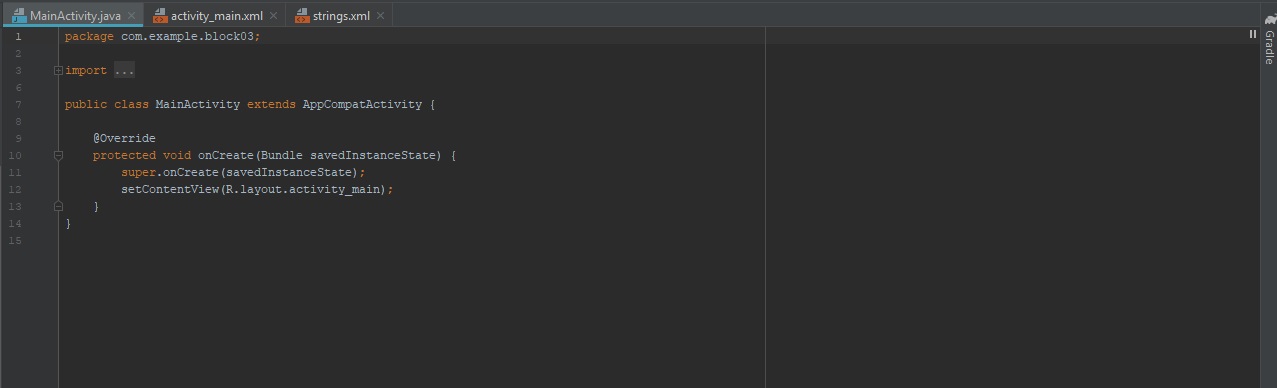 MainActivity.java activity_main.xml strings.xml
1 package com.example.block03;
2
3 import ...
6
7 public class MainActivity extends AppCompatActivity {
8
9 @Override
10 protected void onCreate(Bundle savedInstanceState) {
11 super.onCreate(savedInstanceState);
12 setContentView(R.layout.activity_main);
13 }
14 }
15
Gradle